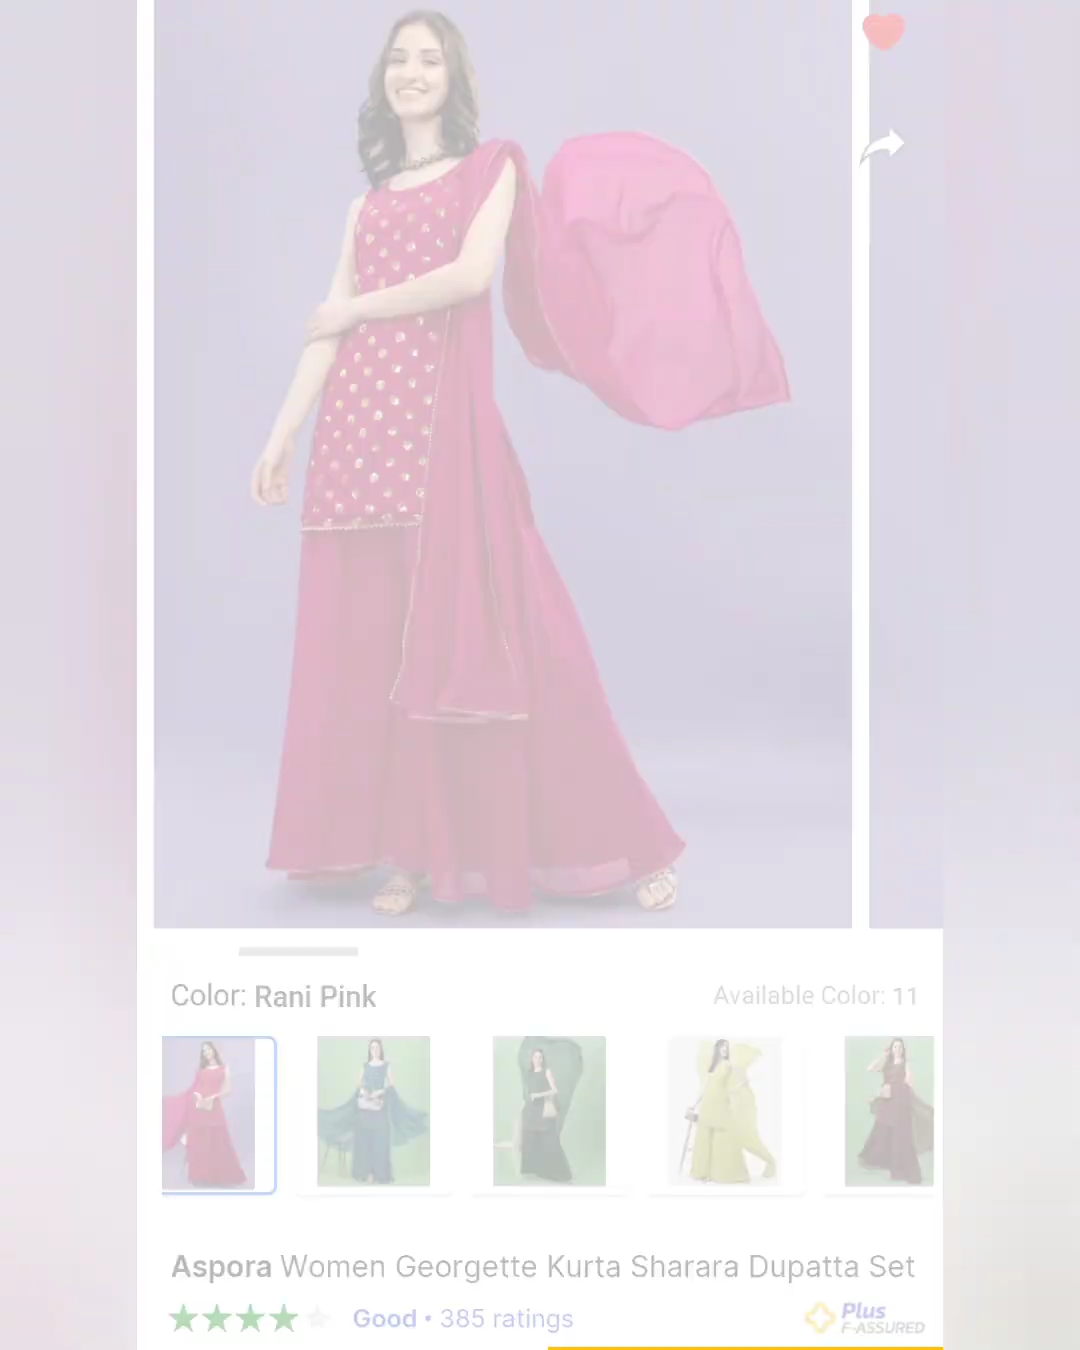 Color: Rani Pink
Available Color: 11
Aspora Women Georgette Kurta Sharara Dupatta Set
Good • 385 ratings
Plus
F-ASSURED